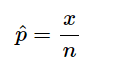 p̂ = x/n